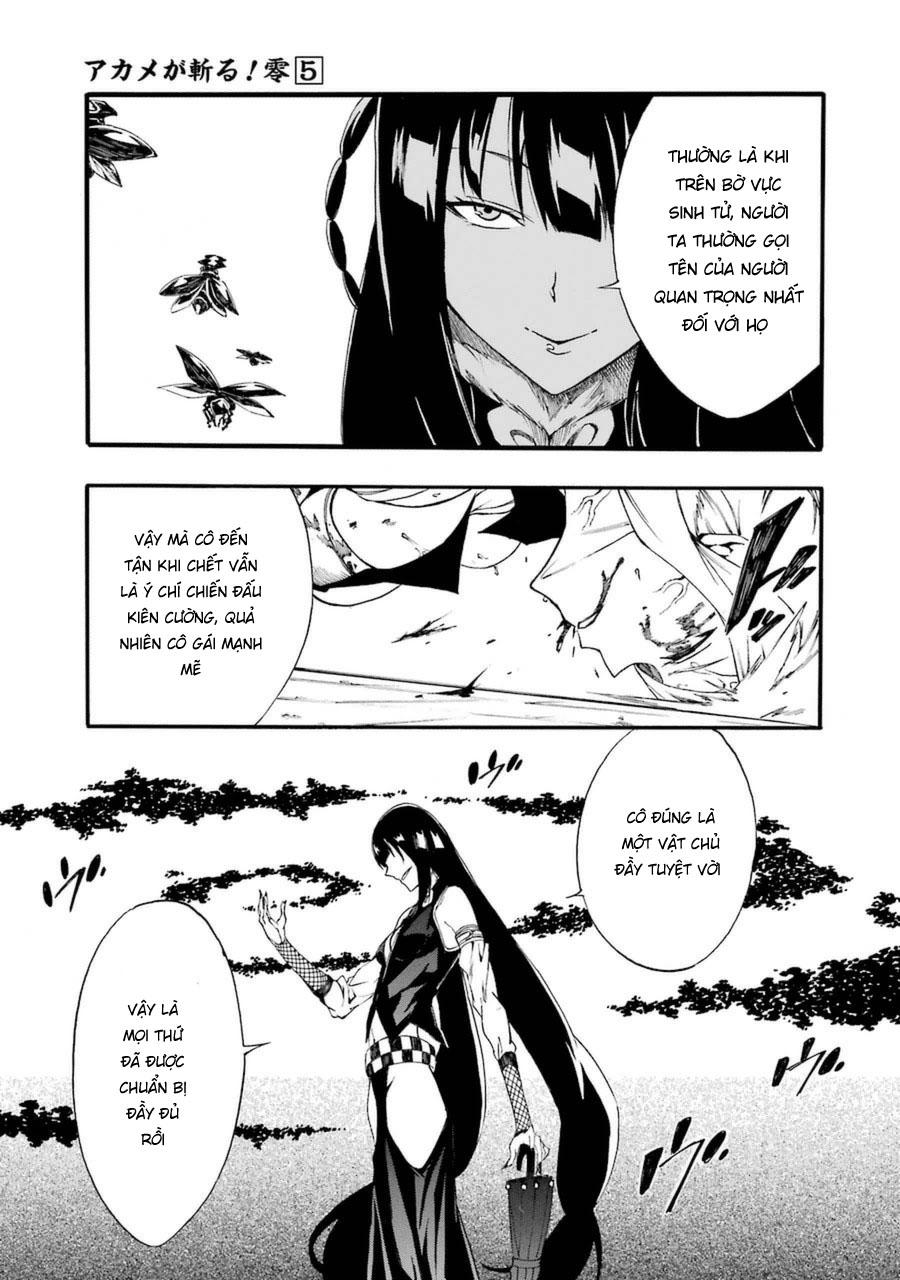 アカメが斬る!零5
THƯỜNG LÀ KHI
TRÊN BỜ VỰC
SINH TỬ, NGƯỜI
TA THƯỜNG GỌI
TÊN CỦA NGƯỜI
QUAN TRỌNG NHẤT
ĐỐI VỚI HỌ
VẬY MÀ CÔ ĐẾN
TẬN KHI CHẾT VẪN
LÀ Ý CHÍ CHIẾN ĐẤU
KIÊN CƯỜNG, QUẢ
NHIÊN CÔ GÁI MẠNH
MẼ
CÔ ĐÚNG LÀ
MỘT VẬT CHỦ
ĐẦY TUYỆT VỜI
VẬY LÀ
MỌI THỨ
ĐÃ ĐƯỢC
CHUẨN BỊ
ĐẦY ĐỦ
RỒI